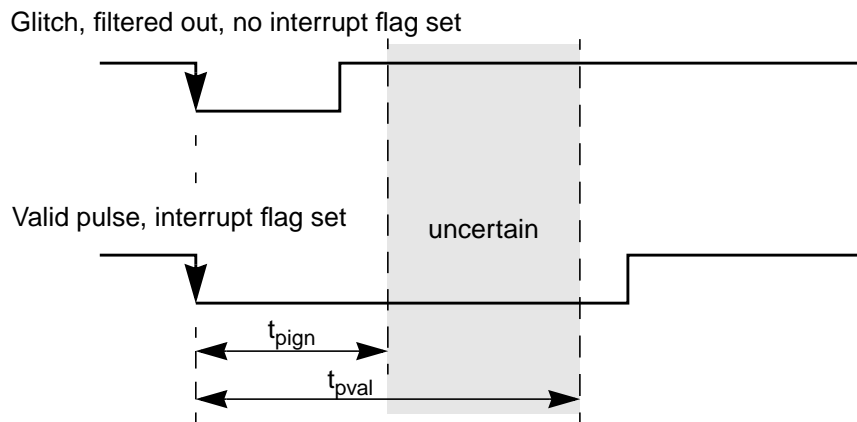 Glitch, filtered out, no interrupt flag set
Valid pulse, interrupt flag set
uncertain
tpign
tpval